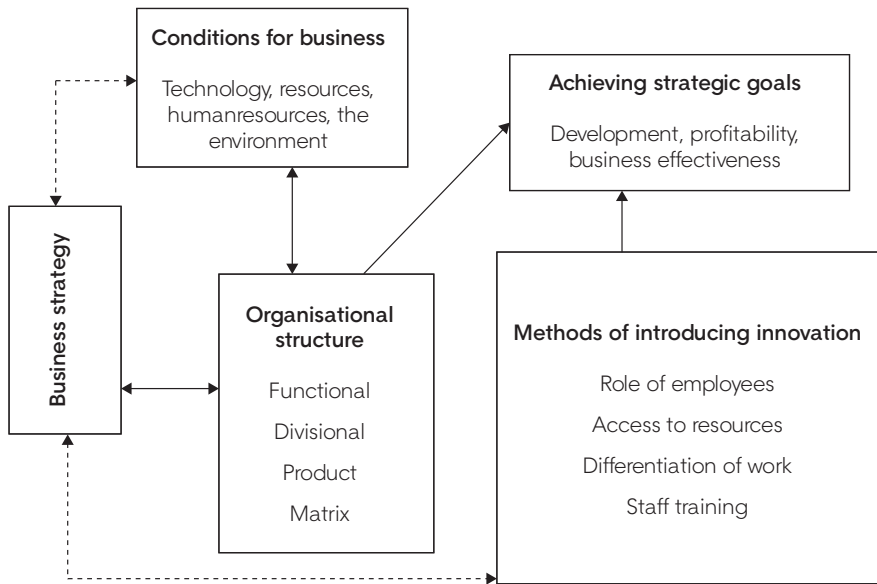 Conditions for business
Technology, resources,
humanresources, the
environment
Achieving strategic goals
Development, profitability,
business effectiveness
Business strategy
Organisational
structure
Functional
Divisional
Product
Matrix
Methods of introducing innovation
Role of employees
Access to resources
Differentiation of work
Staff training